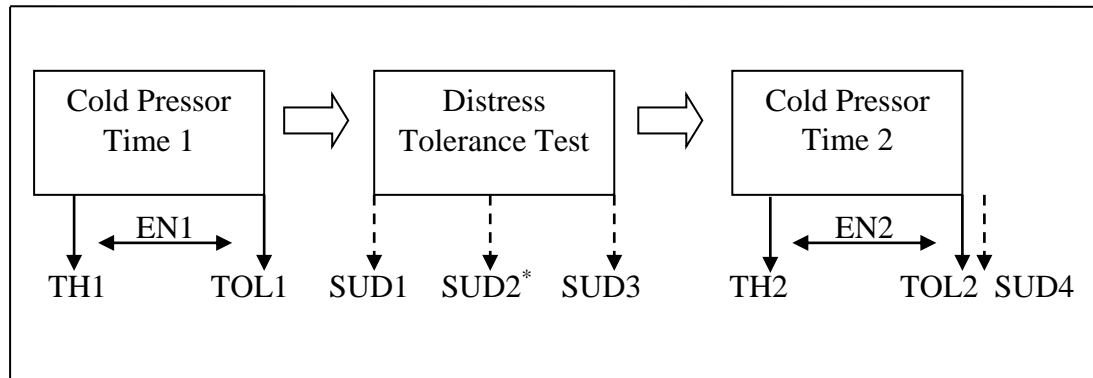 Cold Pressor
Time 1
Distress
Tolerance Test
Cold Pressor
Time 2
EN1
EN2
TH1
TOL1
SUD1
SUD2*
SUD3
TH2
TOL2
SUD4